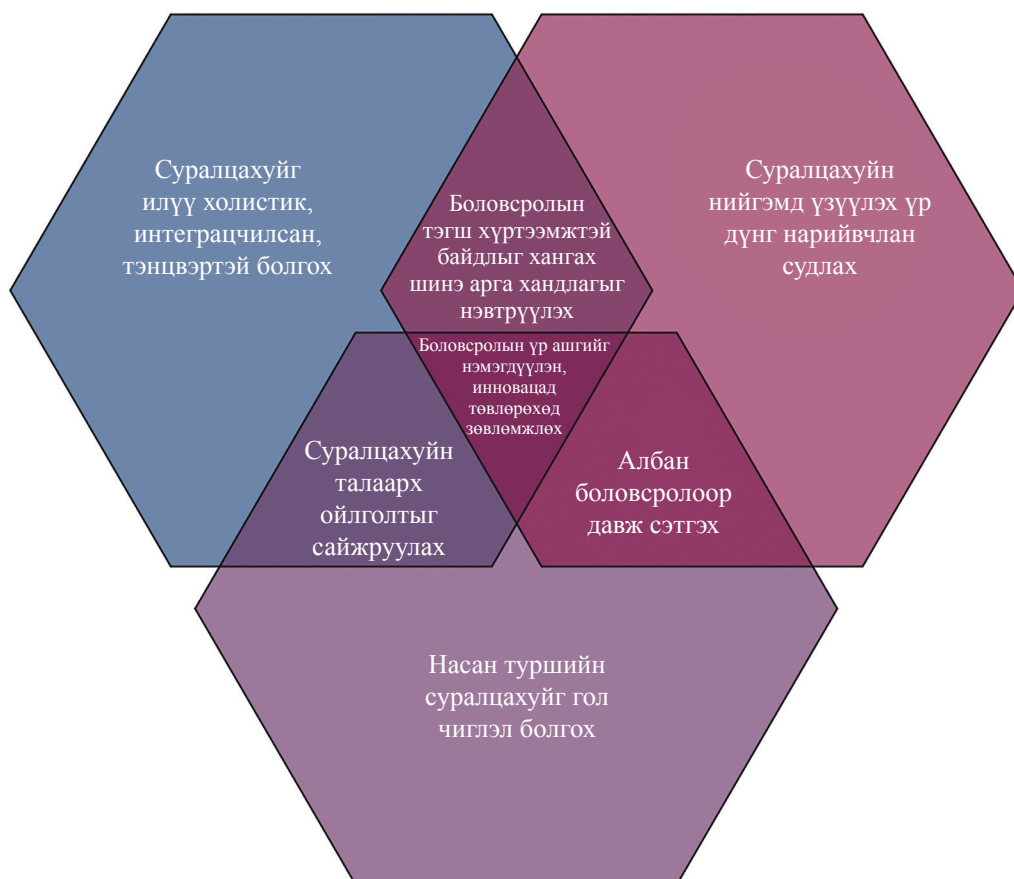 Суралцахуйг
илүү холистик,
интеграцчилсан,
тэнцвэртэй болгох
Боловсролын
тэгш хүртээмжтэй
байдлыг хангах
шинэ арга хандлагыг
нэвтрүүлэх
Суралцахуйн
нийгэмд үзүүлэх үр
дүнг нарийвчлан
судлах
Боловсролын үр ашгийг
нэмэгдүүлэн,
инновацад
төвлөрөхөд
зөвлөмжлөх
Суралцахуйн
талаарх
ойлголтыг
сайжруулах
Албан
боловсролоор
давж сэтгэх
Насан туршийн
суралцахуйг гол
чиглэл болгох